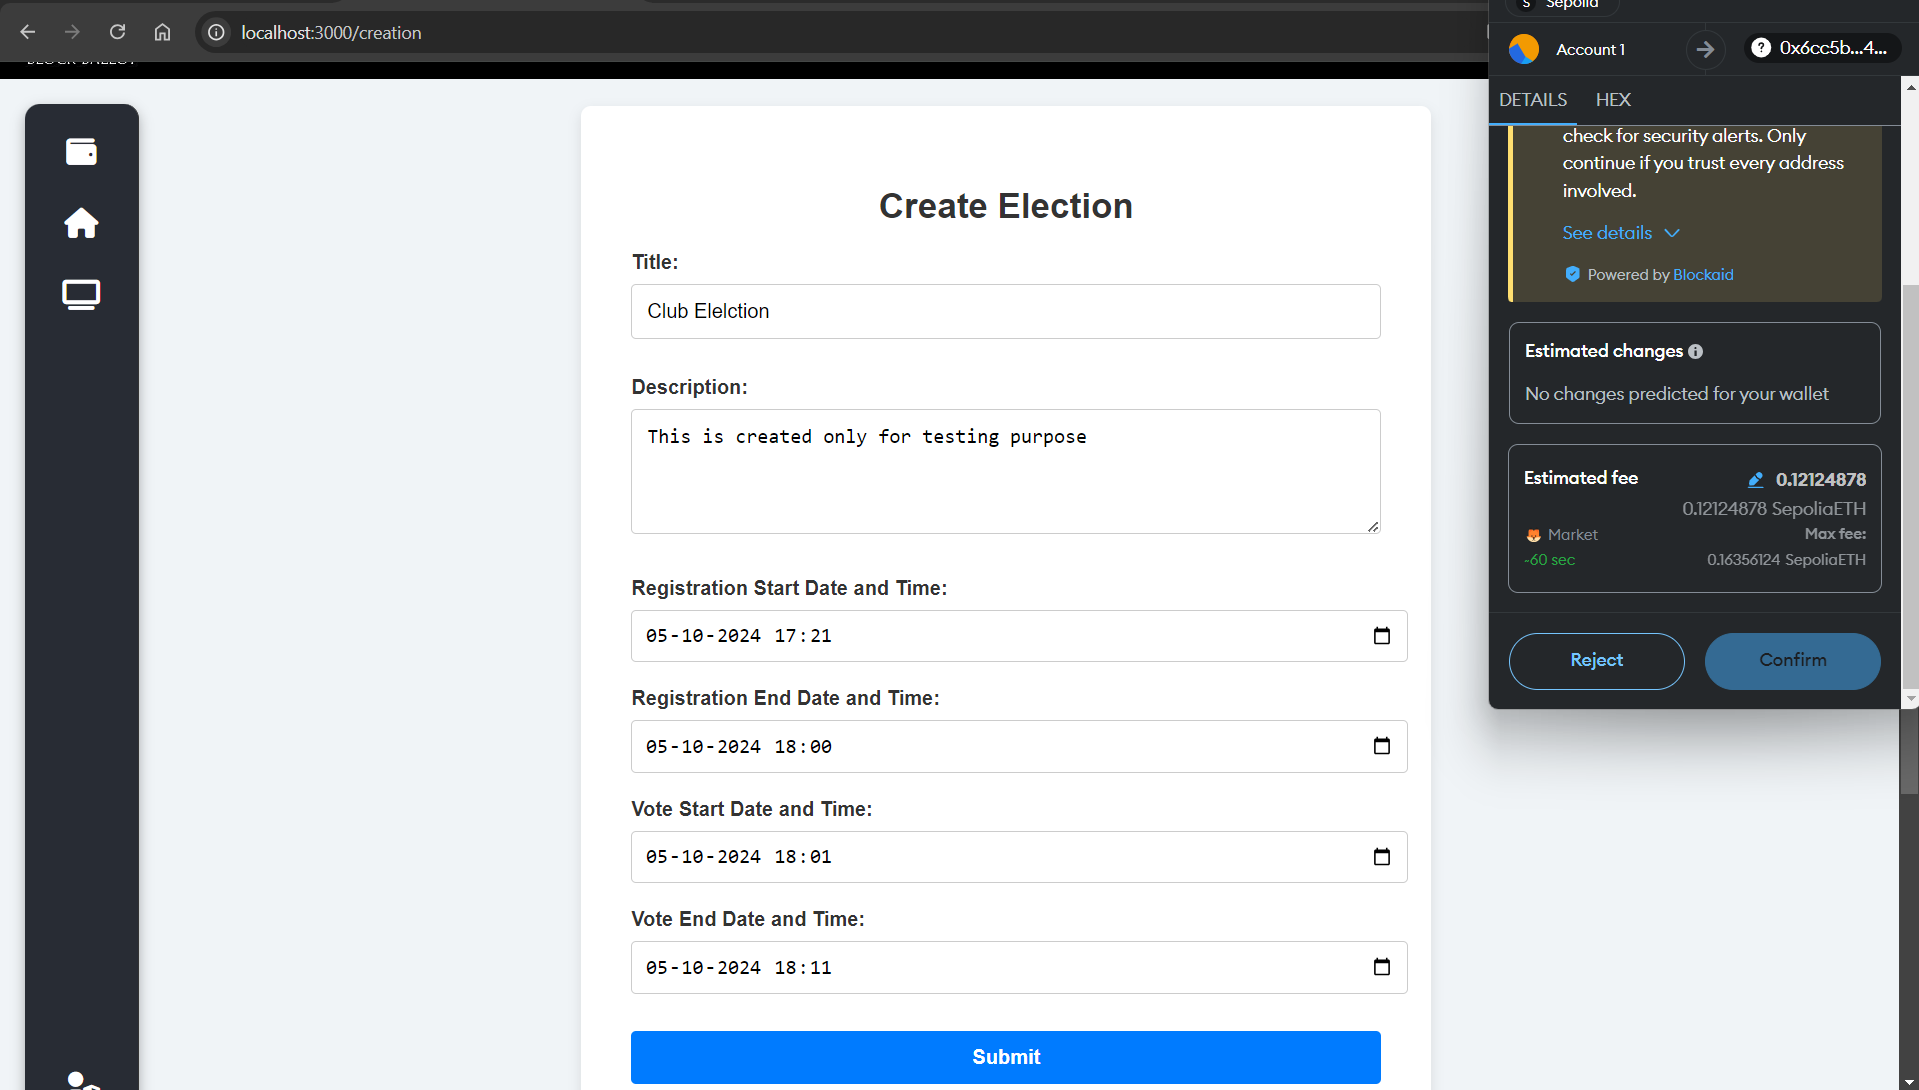 localhost:3000/creation
BLOCK BALLOT
Create Election
Title:
Club Elelction
Description:
This is created only for testing purpose
Registration Start Date and Time:
05-10-2024 17:21
Registration End Date and Time:
05-10-2024 18:00
Vote Start Date and Time:
05-10-2024 18:01
Vote End Date and Time:
05-10-2024 18:11
Submit
S Sepolia
Account 1
? 0x6cc5b...4...
DETAILS HEX
check for security alerts. Only
continue if you trust every address
involved.
See details
Powered by Blockaid
Estimated changes
No changes predicted for your wallet
Estimated fee 0.12124878
0.12124878 SepoliaETH
Market Max fee:
~60 sec 0.16356124 SepoliaETH
Reject Confirm